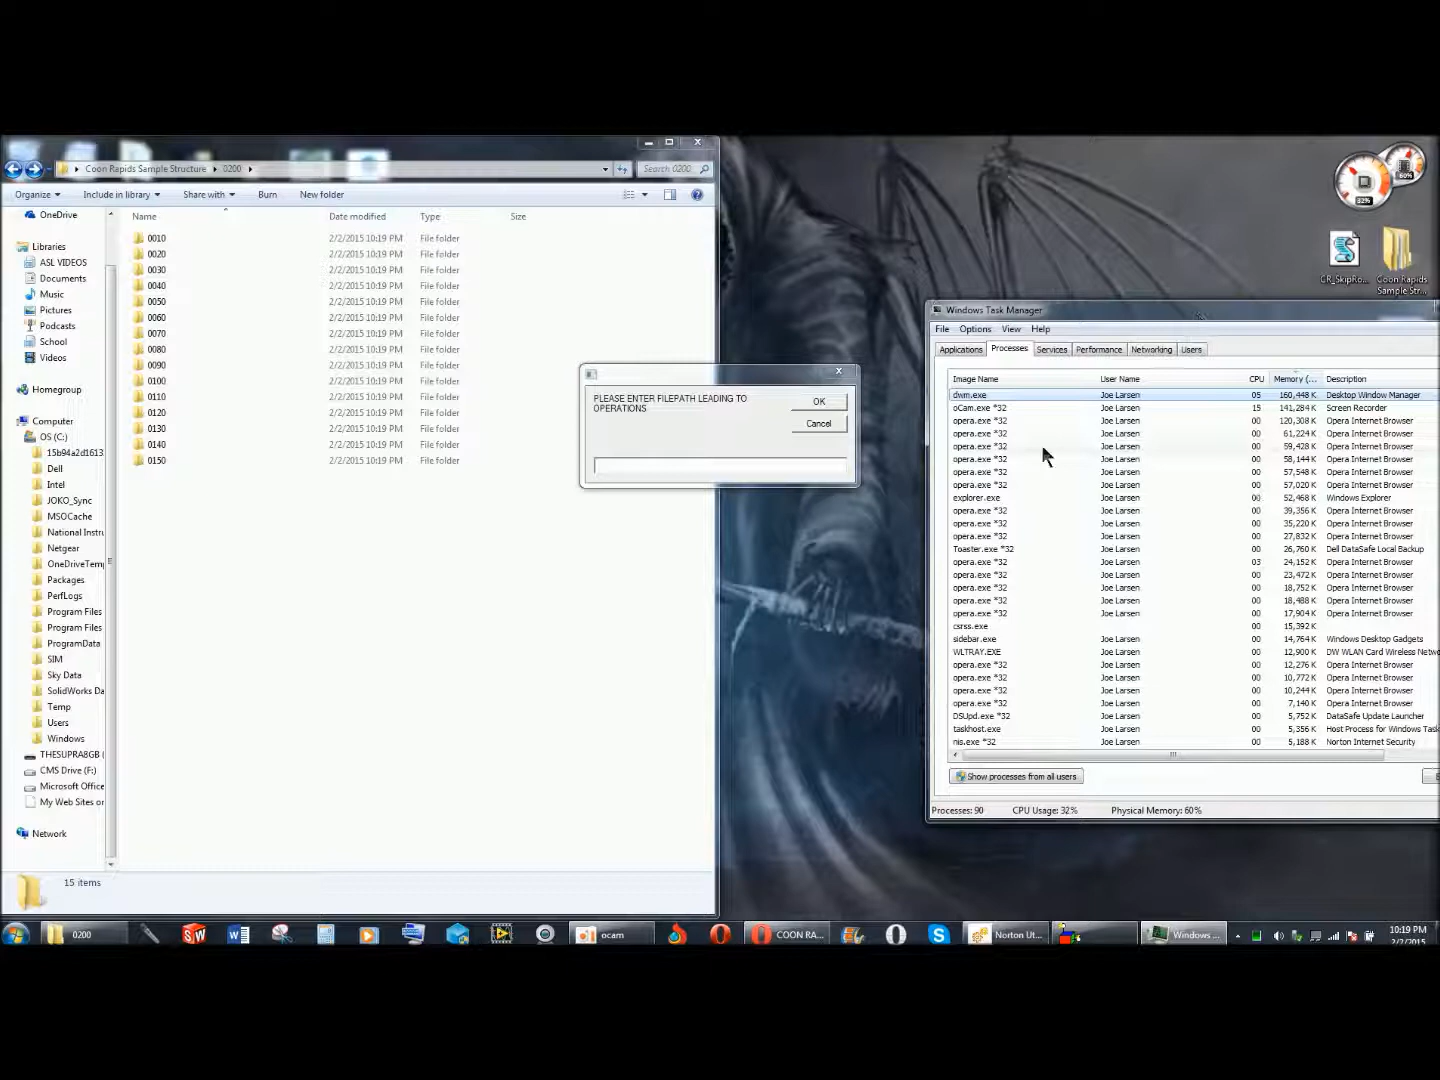 Coon Rapids Sample Structure 0200
Search 0200
Organize Include in library Share with Burn New folder
Name Date modified Type Size
OneDrive
Libraries
ASL VIDEOS
Documents
Music
Pictures
Podcasts
School
Videos
Homegroup
Computer
OS (C:)
15b94a2d1613
Dell
Intel
JOKO_Sync
MSOCache
National Instru
Netgear
OneDriveTemp
Packages
PerfLogs
Program Files
Program Files
ProgramData
SIM
Sky Data
SolidWorks Da
Temp
Users
Windows
THESUPRA8GB (
CMS Drive (F:)
Microsoft Office
My Web Sites or
Network
0010 2/2/2015 10:19 PM File folder
0020 2/2/2015 10:19 PM File folder
0030 2/2/2015 10:19 PM File folder
0040 2/2/2015 10:19 PM File folder
0050 2/2/2015 10:19 PM File folder
0060 2/2/2015 10:19 PM File folder
0070 2/2/2015 10:19 PM File folder
0080 2/2/2015 10:19 PM File folder
0090 2/2/2015 10:19 PM File folder
0100 2/2/2015 10:19 PM File folder
0110 2/2/2015 10:19 PM File folder
0120 2/2/2015 10:19 PM File folder
0130 2/2/2015 10:19 PM File folder
0140 2/2/2015 10:19 PM File folder
0150 2/2/2015 10:19 PM File folder
15 items
PLEASE ENTER FILEPATH LEADING TO
OPERATIONS
OK
Cancel
60%
32%
CR_SkipRo...
Coon Rapids
Sample Str...
Windows Task Manager
File Options View Help
Applications Processes Services Performance Networking Users
Image Name User Name CPU Memory (... Description
dwm.exe Joe Larsen 05 160,448 K Desktop Window Manager
oCam.exe *32 Joe Larsen 15 141,284 K Screen Recorder
opera.exe *32 Joe Larsen 00 120,308 K Opera Internet Browser
opera.exe *32 Joe Larsen 00 61,224 K Opera Internet Browser
opera.exe *32 Joe Larsen 00 59,428 K Opera Internet Browser
opera.exe *32 Joe Larsen 00 58,144 K Opera Internet Browser
opera.exe *32 Joe Larsen 00 57,548 K Opera Internet Browser
opera.exe *32 Joe Larsen 00 57,020 K Opera Internet Browser
explorer.exe Joe Larsen 00 52,468 K Windows Explorer
opera.exe *32 Joe Larsen 00 39,356 K Opera Internet Browser
opera.exe *32 Joe Larsen 00 35,220 K Opera Internet Browser
opera.exe *32 Joe Larsen 00 27,832 K Opera Internet Browser
Toaster.exe *32 Joe Larsen 00 26,760 K Dell DataSafe Local Backup
opera.exe *32 Joe Larsen 03 24,152 K Opera Internet Browser
opera.exe *32 Joe Larsen 00 23,472 K Opera Internet Browser
opera.exe *32 Joe Larsen 00 18,752 K Opera Internet Browser
opera.exe *32 Joe Larsen 00 18,488 K Opera Internet Browser
opera.exe *32 Joe Larsen 00 17,904 K Opera Internet Browser
csrss.exe 00 15,392 K
sidebar.exe Joe Larsen 00 14,764 K Windows Desktop Gadgets
WLTRAY.EXE Joe Larsen 00 12,900 K DW WLAN Card Wireless Netwo
opera.exe *32 Joe Larsen 00 12,276 K Opera Internet Browser
opera.exe *32 Joe Larsen 00 10,772 K Opera Internet Browser
opera.exe *32 Joe Larsen 00 10,244 K Opera Internet Browser
opera.exe *32 Joe Larsen 00 7,140 K Opera Internet Browser
DSUpd.exe *32 Joe Larsen 00 5,752 K DataSafe Update Launcher
taskhost.exe Joe Larsen 00 5,356 K Host Process for Windows Task
nis.exe *32 Joe Larsen 00 5,188 K Norton Internet Security
Show processes from all users
Processes: 90 CPU Usage: 32% Physical Memory: 60%
0200
ocam
COON RA...
Norton Ut...
Windows ...
10:19 PM
2/2/2015